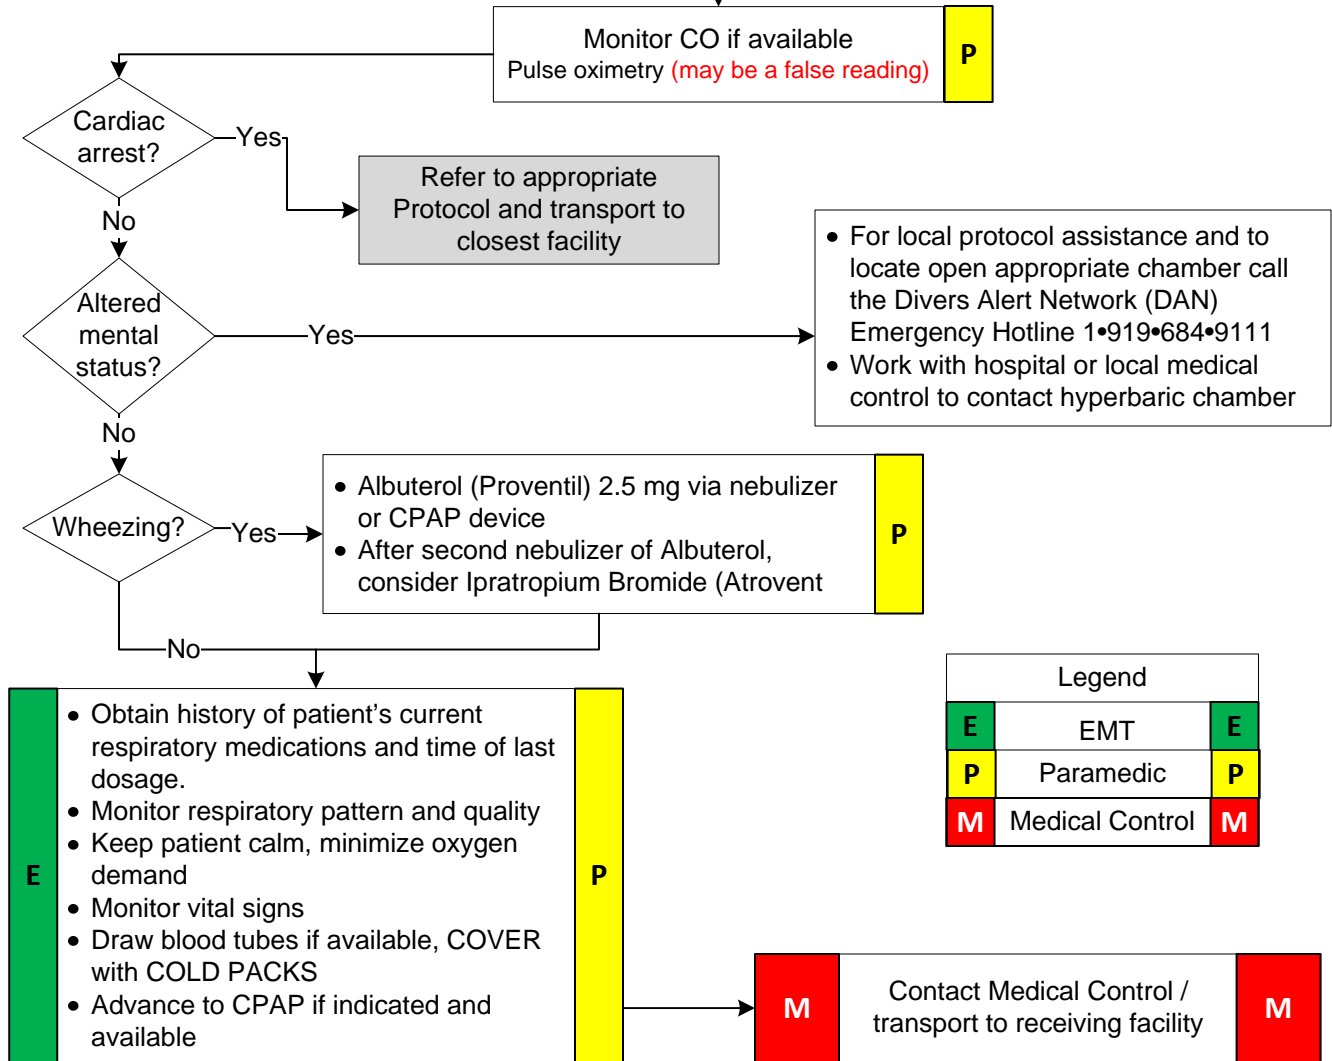 Monitor CO if available
Pulse oximetry (may be a false reading)
P
Cardiac
arrest?
Yes
Refer to appropriate
Protocol and transport to
closest facility
No
Altered
mental
status?
Yes
• For local protocol assistance and to
locate open appropriate chamber call
the Divers Alert Network (DAN)
Emergency Hotline 1•919•684•9111
• Work with hospital or local medical
control to contact hyperbaric chamber
No
Wheezing?
Yes
• Albuterol (Proventil) 2.5 mg via nebulizer
or CPAP device
• After second nebulizer of Albuterol,
consider Ipratropium Bromide (Atrovent
P
No
E
• Obtain history of patient’s current
respiratory medications and time of last
dosage.
• Monitor respiratory pattern and quality
• Keep patient calm, minimize oxygen
demand
• Monitor vital signs
• Draw blood tubes if available, COVER
with COLD PACKS
• Advance to CPAP if indicated and
available
P
Legend
E EMT E
P Paramedic P
M Medical Control M
M
Contact Medical Control /
transport to receiving facility
M